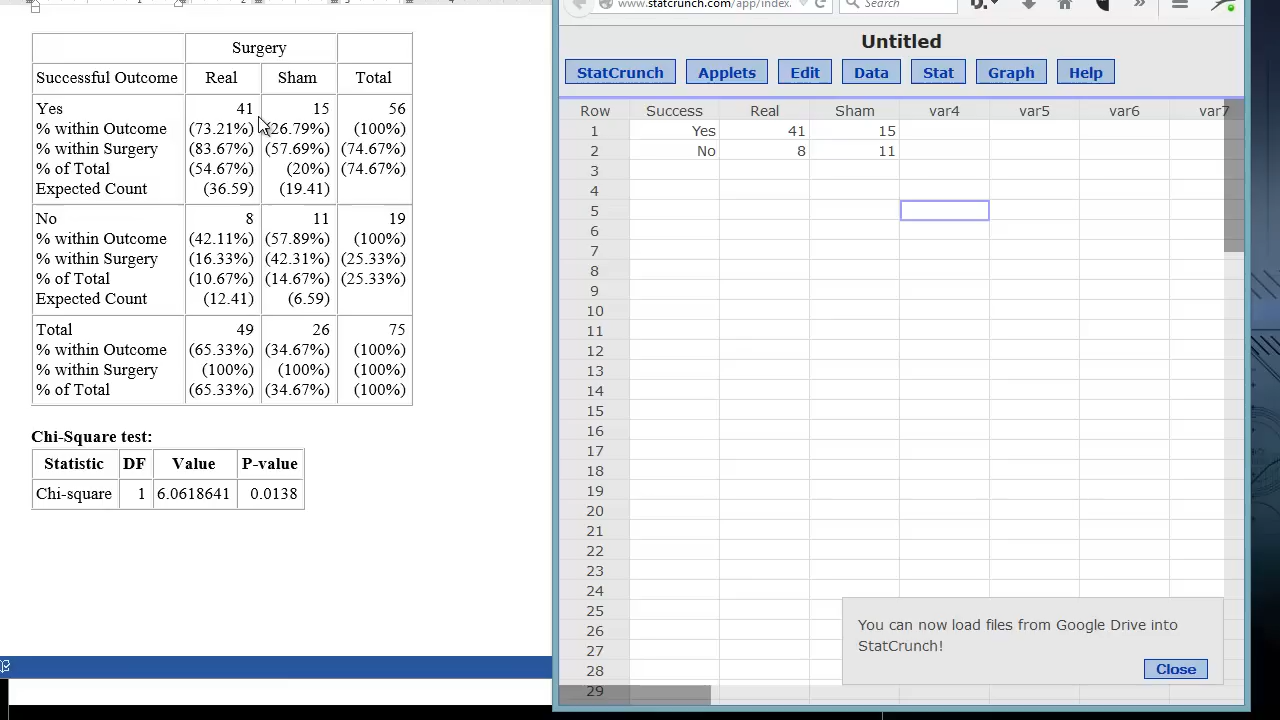 Surgery
Successful Outcome Real Sham Total
Yes 41 15 56
% within Outcome (73.21%) (26.79%) (100%)
% within Surgery (83.67%) (57.69%) (74.67%)
% of Total (54.67%) (20%) (74.67%)
Expected Count (36.59) (19.41)
No 8 11 19
% within Outcome (42.11%) (57.89%) (100%)
% within Surgery (16.33%) (42.31%) (25.33%)
% of Total (10.67%) (14.67%) (25.33%)
Expected Count (12.41) (6.59)
Total 49 26 75
% within Outcome (65.33%) (34.67%) (100%)
% within Surgery (100%) (100%) (100%)
% of Total (65.33%) (34.67%) (100%)
Chi-Square test:
Statistic DF Value P-value
Chi-square 1 6.0618641 0.0138
www.statcrunch.com/app/index. Search
Untitled
StatCrunch Applets Edit Data Stat Graph Help
Row Success Real Sham var4 var5 var6 var7
1 Yes 41 15
2 No 8 11
3
4
5
6
7
8
9
10
11
12
13
14
15
16
17
18
19
20
21
22
23
24
25
26
27
28
29
You can now load files from Google Drive into
StatCrunch!
Close